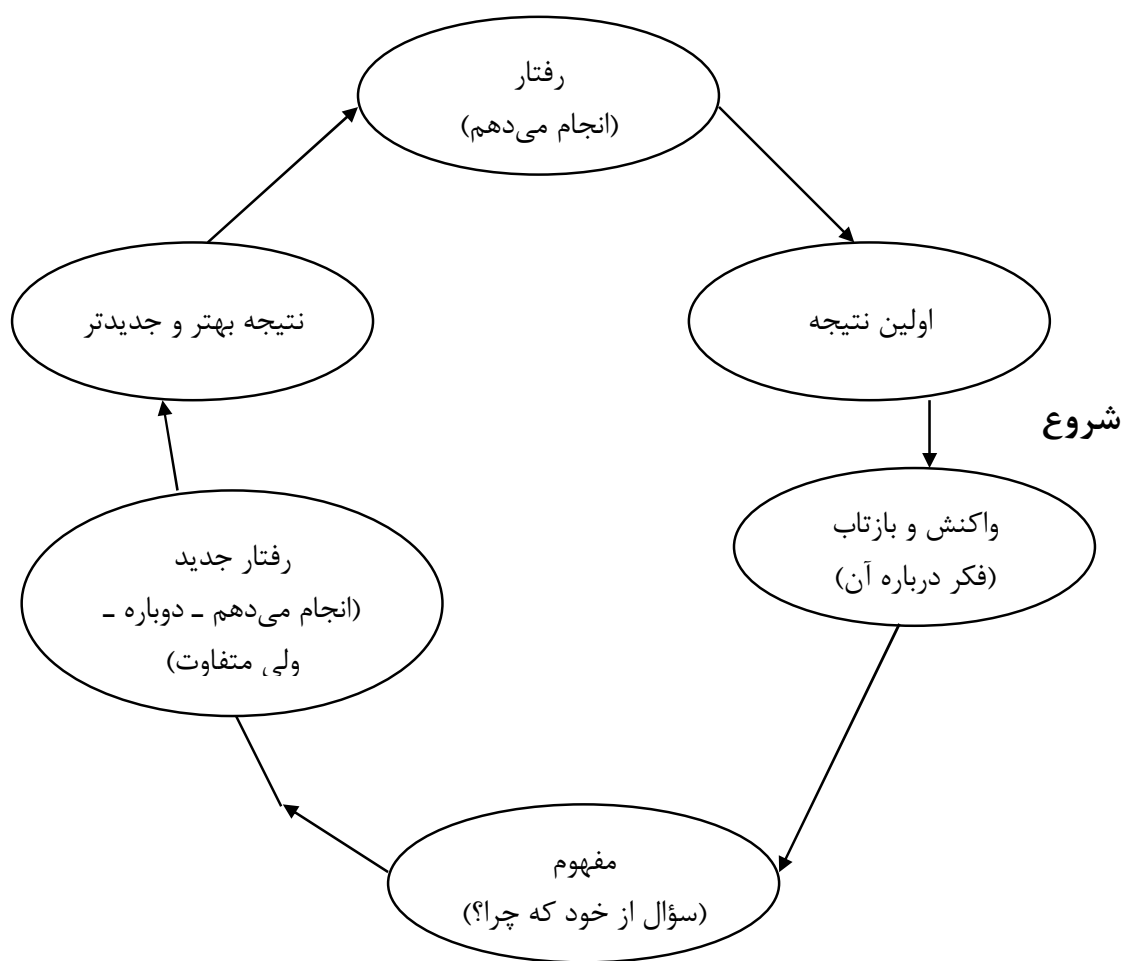 رفتار
(انجام می‌دهم)
اولین نتیجه
شروع
واکنش و بازتاب
(فکر درباره آن)
مفهوم
(سؤال از خود که چرا؟)
رفتار جدید
(انجام می‌دهم ـ دوباره ـ
ولی متفاوت)
نتیجه بهتر و جدیدتر